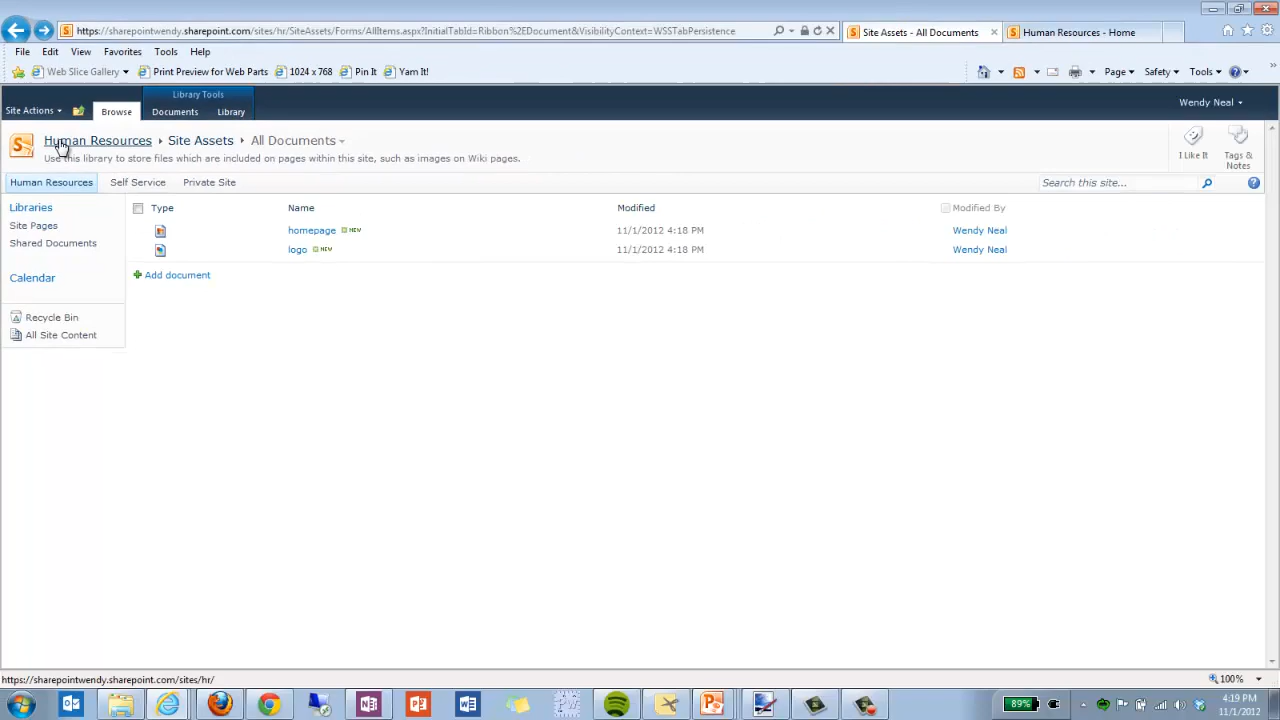 https://sharepointwendy.sharepoint.com/sites/hr/SiteAssets/Forms/AllItems.aspx?InitialTabId=Ribbon%2EDocument&VisibilityContext=WSSTabPersistence
Site Assets - All Documents
Human Resources - Home
File Edit View Favorites Tools Help
Web Slice Gallery Print Preview for Web Parts 1024 x 768 Pin It Yarn It!
Page Safety Tools
Library Tools
Site Actions Browse Documents Library
Wendy Neal
Human Resources Site Assets All Documents
Use this library to store files which are included on pages within this site, such as images on Wiki pages.
I Like It
Tags & Notes
Human Resources Self Service Private Site
Search this site...
Libraries
Site Pages
Shared Documents
Calendar
Recycle Bin
All Site Content
Type Name Modified Modified By
homepage NEW 11/1/2012 4:18 PM Wendy Neal
logo NEW 11/1/2012 4:18 PM Wendy Neal
Add document
https://sharepointwendy.sharepoint.com/sites/hr/
100%
89%
4:19 PM
11/1/2012